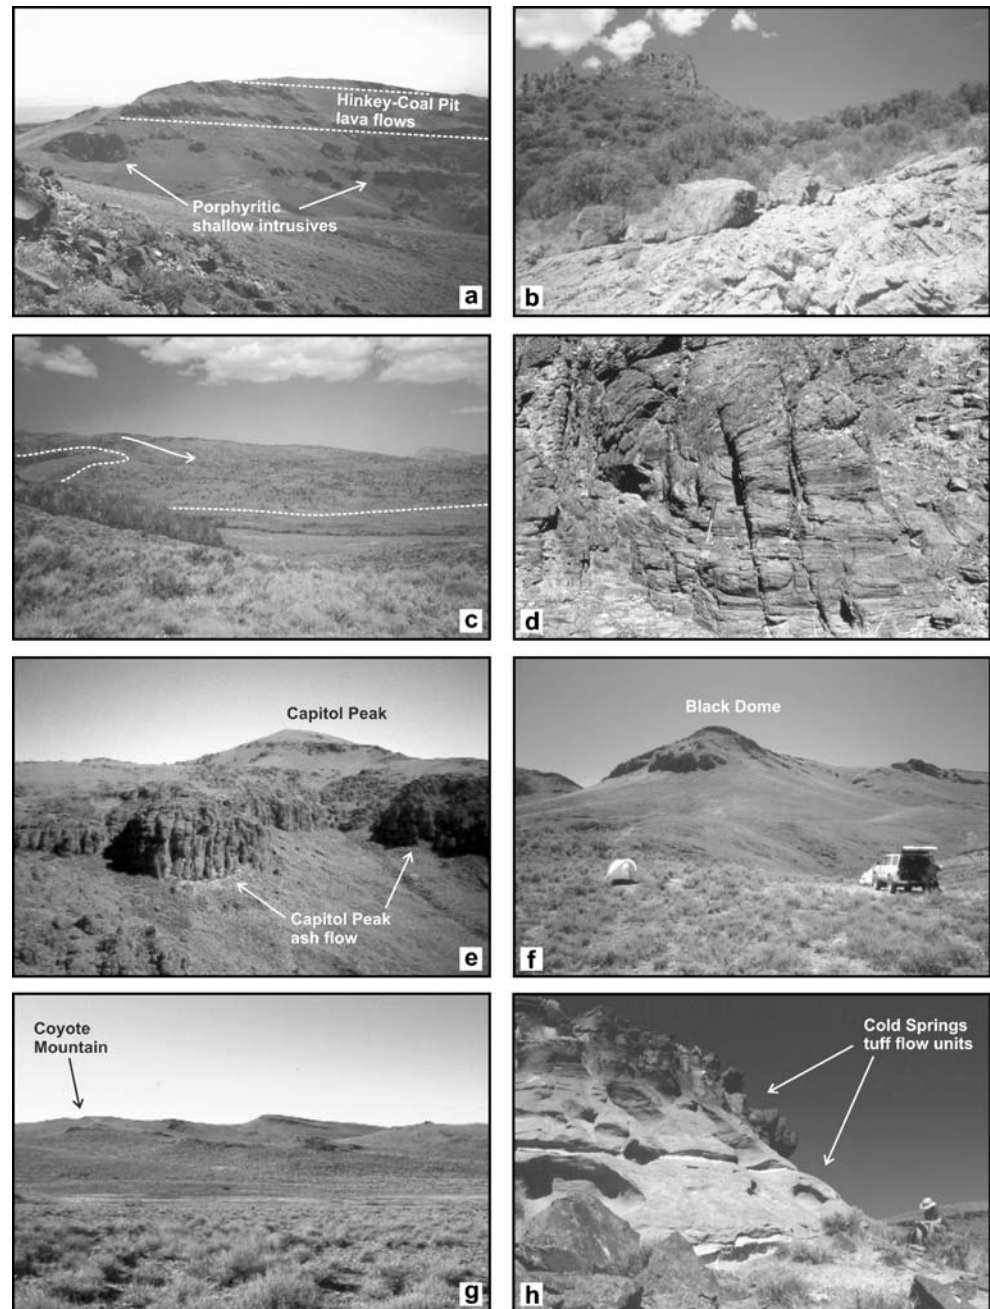 Hinkey-Coal Pit
lava flows
Porphyritic
shallow intrusives
a
b
c
d
Capitol Peak
Capitol Peak
ash flow
e
Black Dome
f
Coyote
Mountain
g
Cold Springs
tuff flow units
h